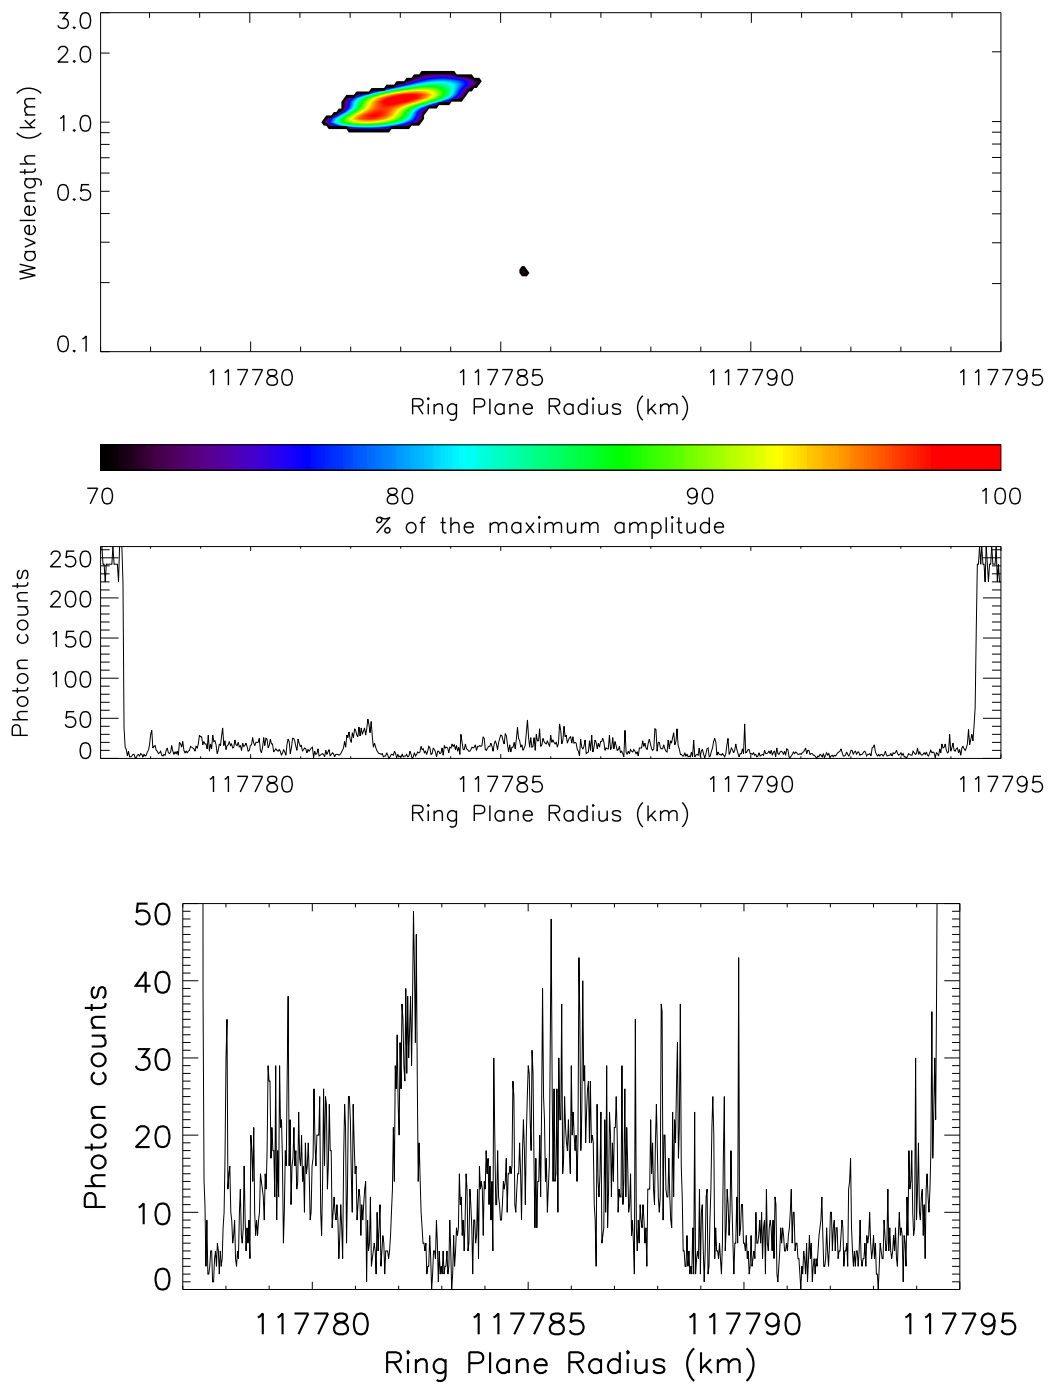 3.0
2.0
1.0
0.5
0.1
Wavelength (km)
117780 117785 117790 117795
Ring Plane Radius (km)
70 80 90 100
% of the maximum amplitude
250
200
150
100
50
0
Photon counts
117780 117785 117790 117795
Ring Plane Radius (km)
50
40
30
20
10
0
Photon counts
117780 117785 117790 117795
Ring Plane Radius (km)